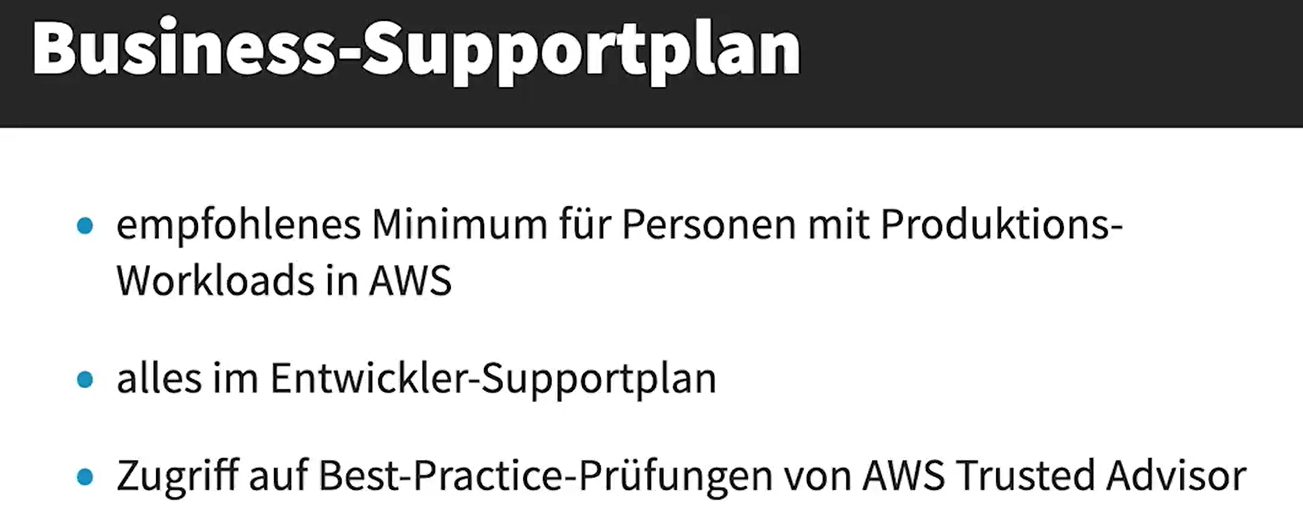 Business-Supportplan
empfohlenes Minimum für Personen mit Produktions-
Workloads in AWS
alles im Entwickler-Supportplan
Zugriff auf Best-Practice-Prüfungen von AWS Trusted Advisor